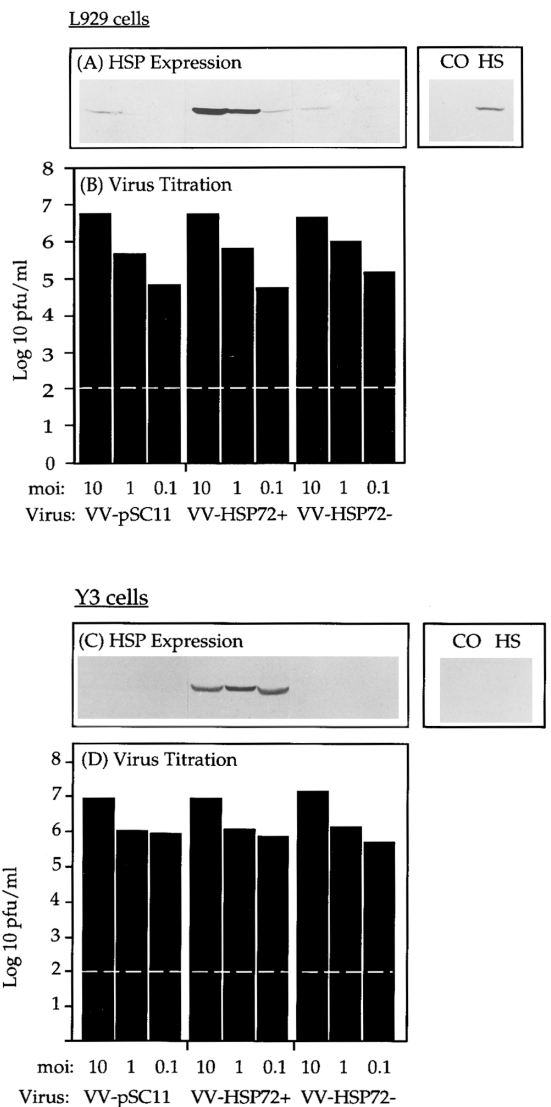 L929 cells
(A) HSP Expression
CO HS
(B) Virus Titration
Log 10 pfu/ml
8
7
6
5
4
3
2
1
0
moi: 10 1 0.1 10 1 0.1 10 1 0.1
Virus: VV-pSC11 VV-HSP72+ VV-HSP72-
Y3 cells
(C) HSP Expression
CO HS
(D) Virus Titration
Log 10 pfu/ml
8
7
6
5
4
3
2
1
moi: 10 1 0.1 10 1 0.1 10 1 0.1
Virus: VV-pSC11 VV-HSP72+ VV-HSP72-